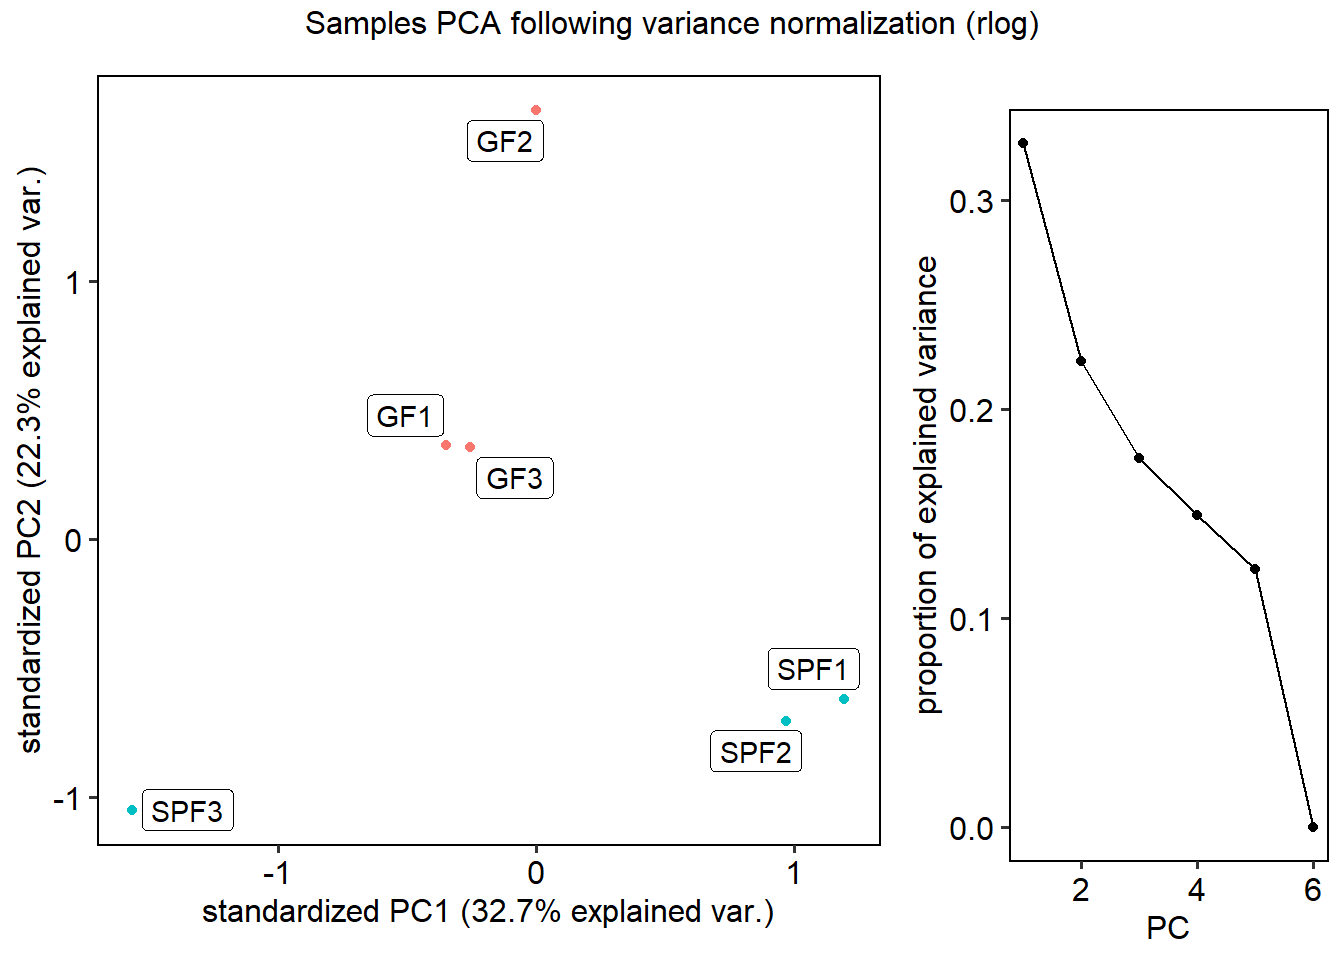 Samples PCA following variance normalization (rlog)
standardized PC2 (22.3% explained var.)
1
0
-1
GF2
GF1
GF3
SPF1
SPF2
SPF3
-1
0
1
standardized PC1 (32.7% explained var.)
proportion of explained variance
0.3
0.2
0.1
0.0
2
4
6
PC